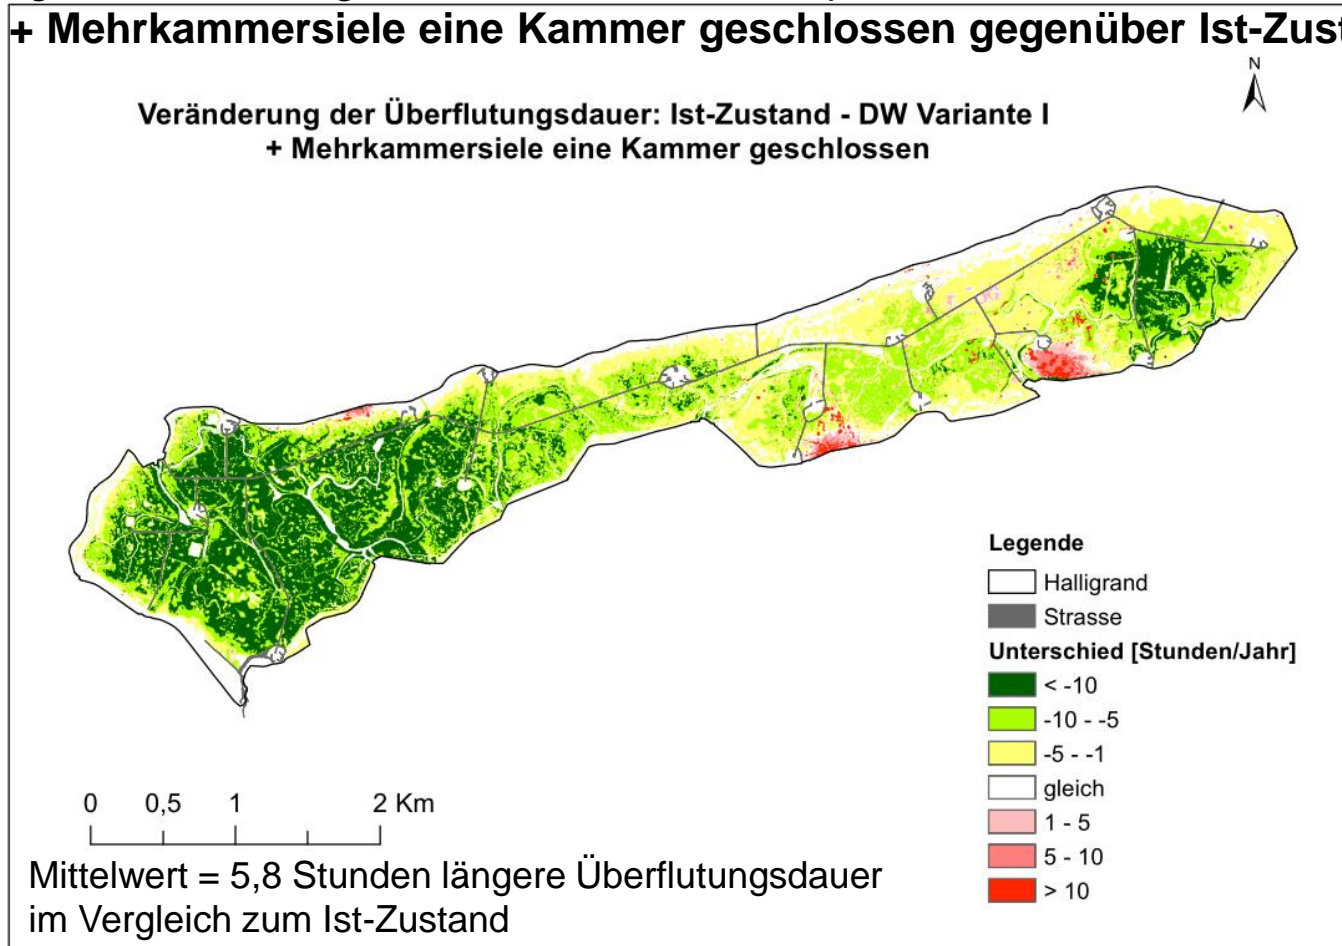 + Mehrkammersiele eine Kammer geschlossen gegenüber Ist-Zust
N
Veränderung der Überflutungsdauer: Ist-Zustand - DW Variante I
+ Mehrkammersiele eine Kammer geschlossen
Legende
Halligrand
Strasse
Unterschied [Stunden/Jahr]
< -10
-10 - -5
-5 - -1
gleich
1 - 5
5 - 10
> 10
0 0,5 1 2 Km
Mittelwert = 5,8 Stunden längere Überflutungsdauer
im Vergleich zum Ist-Zustand